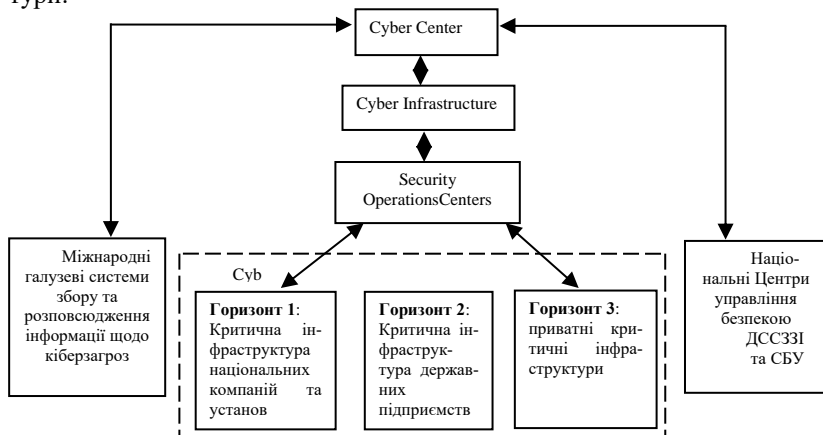 Cyber Center
Cyber Infrastructure
Security
OperationsCenters
Міжнародні
галузеві системи
збору та
розповсюдження
інформації щодо
кіберзагроз
Cyb
Горизонт 1:
Критична ін-
фраструктура
національних
компаній та
установ
Горизонт 2:
Критична ін-
фраструк-
тура держав-
них
підприємств
Горизонт 3:
приватні кри-
тичні інфра-
структури
Націо-
нальні Центри
управління
безпекою
ДССЗЗІ
та СБУ